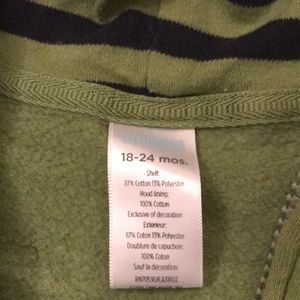 18-24 mos.
Shell:
87% Cotton 13% Polyester
Hood lining:
100% Cotton
Exclusive of decoration
Exterieur:
87% Coton 13% Polyester
Doublure de capuchon:
100% Coton
Sauf la décoration